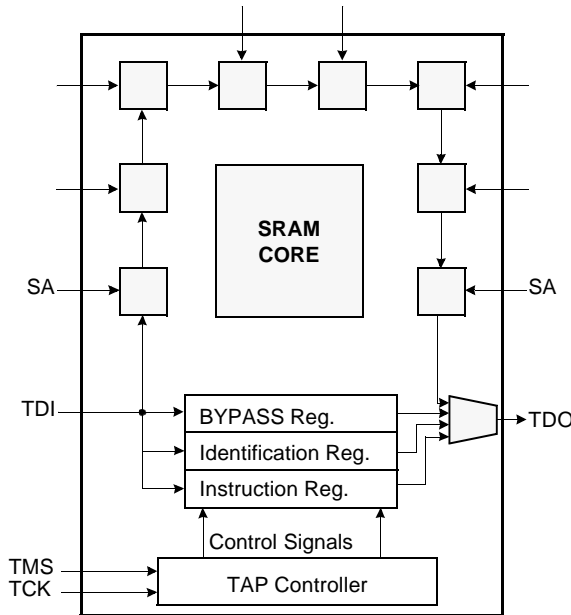 SRAM
CORE
SA
SA
TDI
BYPASS Reg.
TDO
Identification Reg.
Instruction Reg.
Control Signals
TMS
TCK
TAP Controller